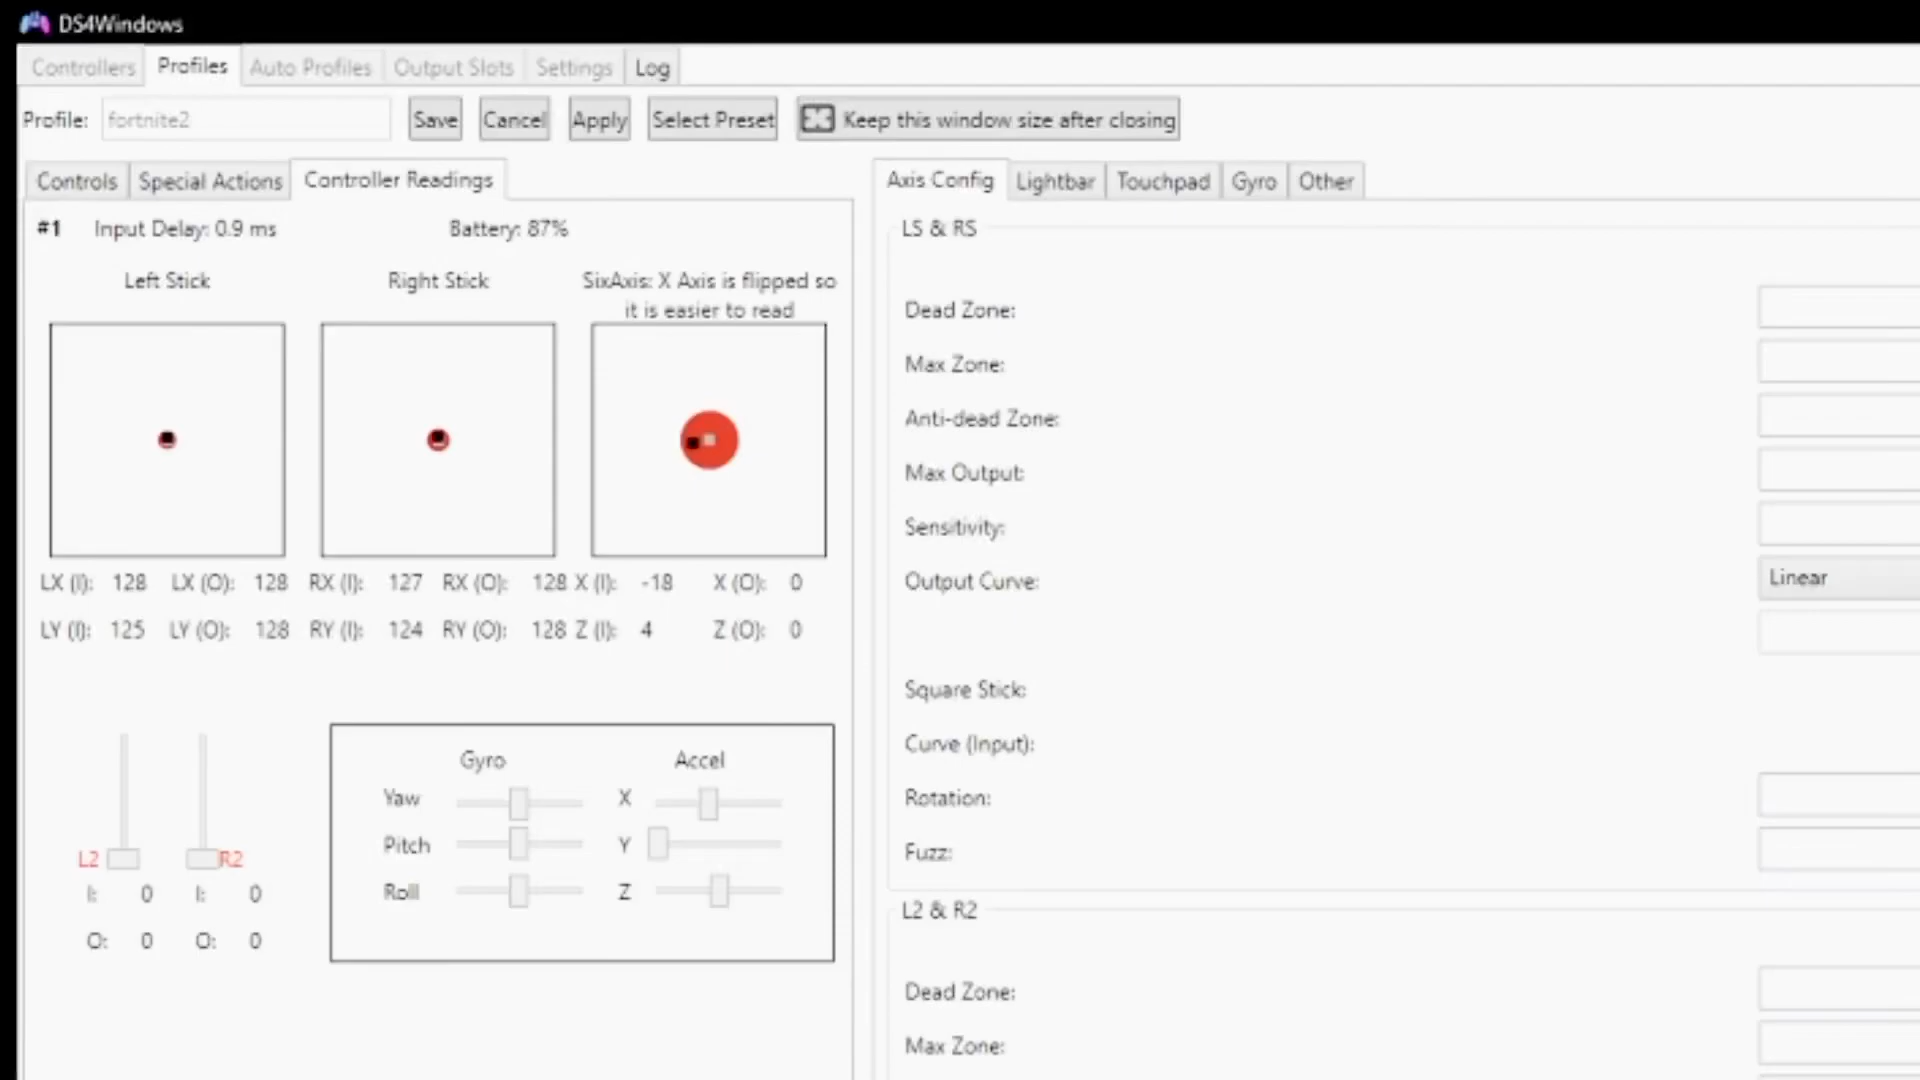 DS4Windows
Controllers Profiles Auto Profiles Output Slots Settings Log
Profile: fortnite2 Save Cancel Apply Select Preset Keep this window size after closing
Controls Special Actions Controller Readings
#1 Input Delay: 0.9 ms Battery: 87%
Left Stick Right Stick SixAxis: X Axis is flipped so
it is easier to read
LX (I): 128 LX (O): 128 RX (I): 127 RX (O): 128 X (I): -18 X (O): 0
LY (I): 125 LY (O): 128 RY (I): 124 RY (O): 128 Z (I): 4 Z (O): 0
Gyro Accel
Yaw X
Pitch Y
Roll Z
L2 R2
I: 0 I: 0
O: 0 O: 0
Axis Config Lightbar Touchpad Gyro Other
LS & RS
Dead Zone:
Max Zone:
Anti-dead Zone:
Max Output:
Sensitivity:
Output Curve: Linear
Square Stick:
Curve (Input):
Rotation:
Fuzz:
L2 & R2
Dead Zone:
Max Zone: